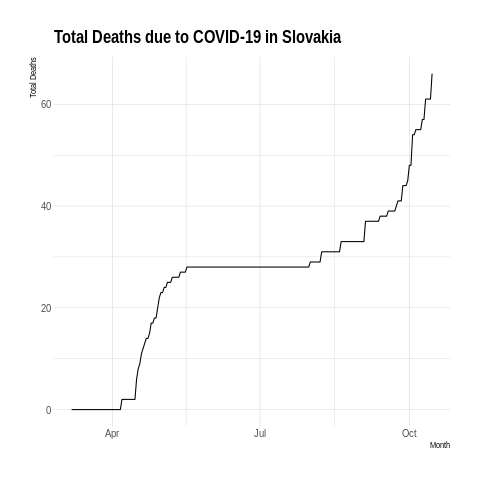 Total Deaths due to COVID-19 in Slovakia
Total Deaths
60
40
20
0
Apr
Jul
Oct
Month